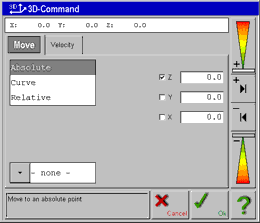 3D 3D-Command
X: 0.0 Y: 0.0 Z: 0.0
Move Velocity
Absolute
Curve
Relative
Z 0.0
Y 0.0
X 0.0
- none -
Move to an absolute point
Cancel
Ok
?
+
+
-
-